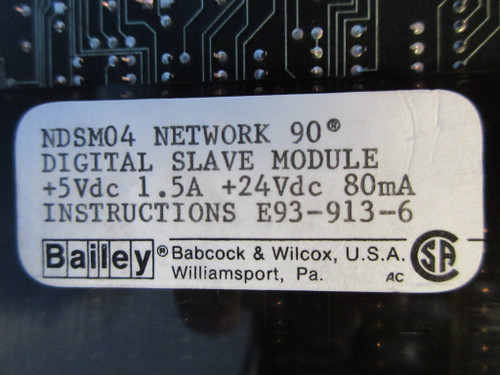 NDSM04 NETWORK 90®
DIGITAL SLAVE MODULE
+5Vdc 1.5A +24Vdc 80mA
INSTRUCTIONS E93-913-6
Bailey® Babcock & Wilcox, U.S.A.
Williamsport, Pa.
AC
SA